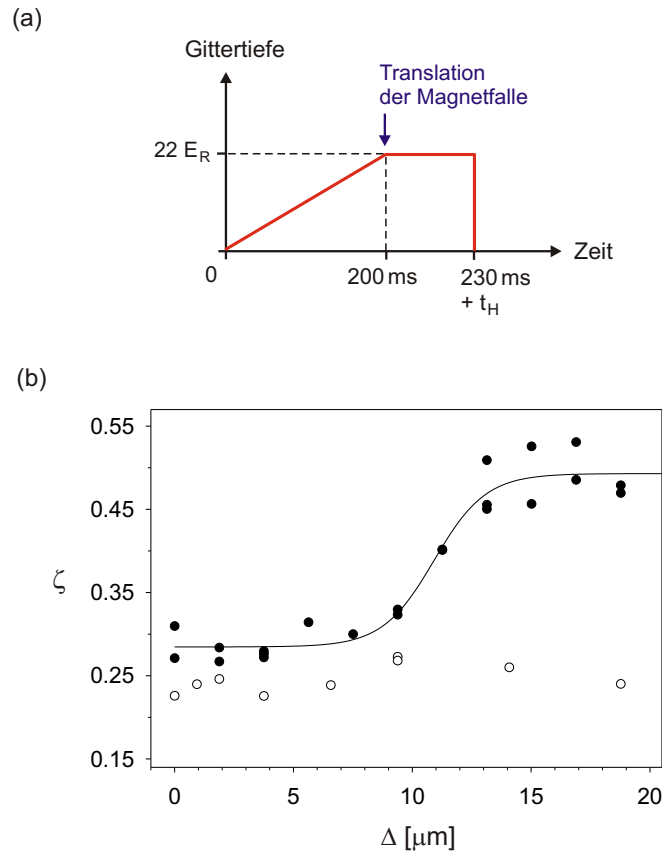 (a)
Gittertiefe
Translation
der Magnetfalle
22 E_R
Zeit
0
200 ms
230 ms
+ t_H
(b)
0.55
0.45
ζ
0.35
0.25
0.15
0
5
10
15
20
Δ [µm]